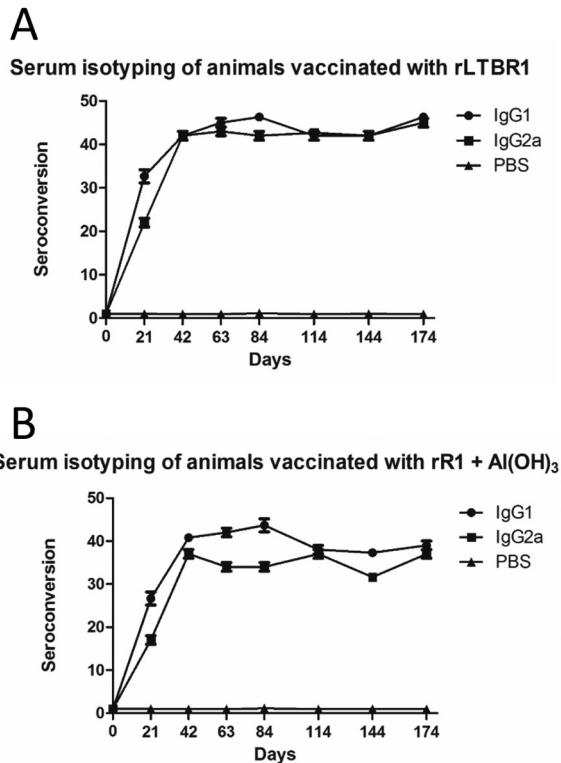 A
Serum isotyping of animals vaccinated with rLTBR1
50
40
30
20
10
0
Seroconversion
0 21 42 63 84 114 144 174
Days
IgG1
IgG2a
PBS
B
Serum isotyping of animals vaccinated with rR1 + Al(OH)₃
50
40
30
20
10
0
Seroconversion
0 21 42 63 84 114 144 174
Days
IgG1
IgG2a
PBS